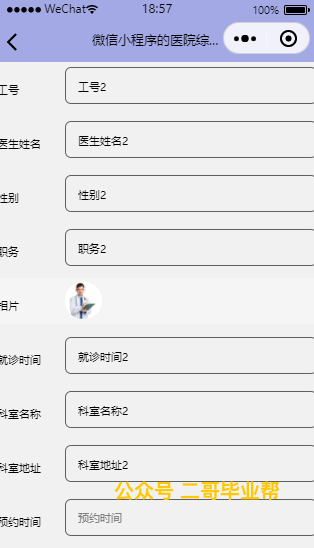 WeChat 18:57 100%
微信小程序的医院综...
工号 工号2
医生姓名 医生姓名2
性别 性别2
职务 职务2
相片
就诊时间 就诊时间2
科室名称 科室名称2
科室地址 科室地址2
公众号 二哥毕业帮
预约时间 预约时间